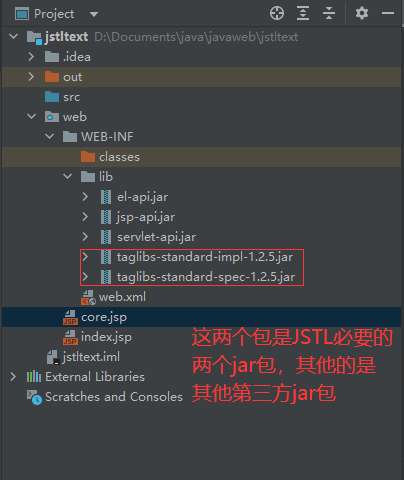 Project
jstltext D:\Documents\java\javaweb\jstltext
.idea
out
src
web
WEB-INF
classes
lib
el-api.jar
jsp-api.jar
servlet-api.jar
taglibs-standard-impl-1.2.5.jar
taglibs-standard-spec-1.2.5.jar
web.xml
core.jsp
index.jsp
jstltext.iml
这两个包是JSTL必要的
两个jar包，其他的是
其他第三方jar包
External Libraries
Scratches and Consoles